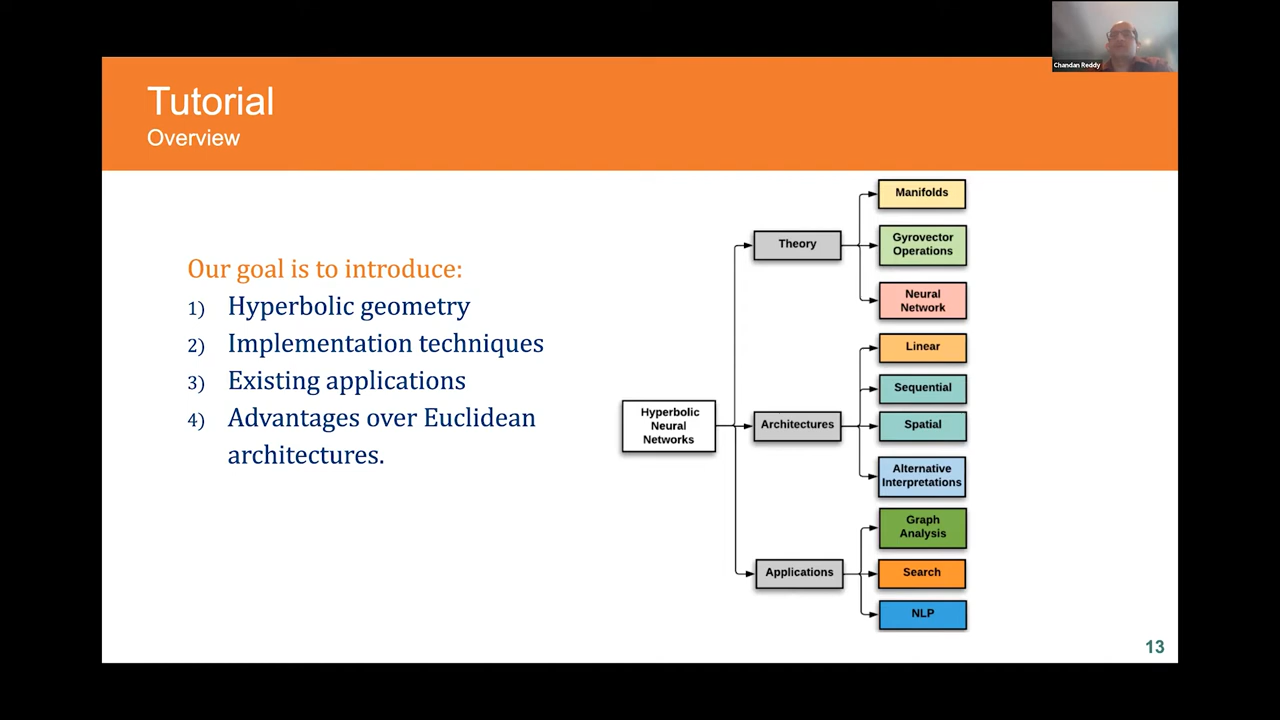 Chandan Reddy
Tutorial
Overview
Our goal is to introduce:
1) Hyperbolic geometry
2) Implementation techniques
3) Existing applications
4) Advantages over Euclidean
architectures.
Hyperbolic
Neural
Networks
Theory
Manifolds
Gyrovector
Operations
Neural
Network
Architectures
Linear
Sequential
Spatial
Alternative
Interpretations
Applications
Graph
Analysis
Search
NLP
13